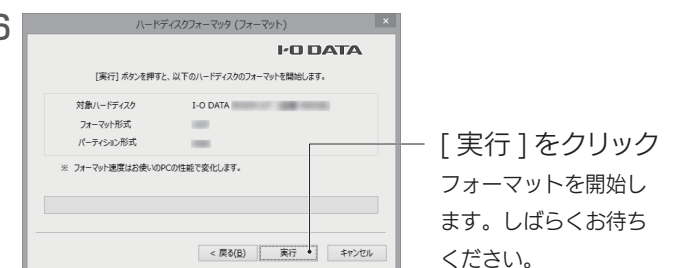 6
ハードディスクフォーマッタ (フォーマット)
×
I-O DATA
[実行] ボタンを押すと、以下のハードディスクのフォーマットを開始します。
対象ハードディスク I-O DATA
フォーマット形式
パーティション形式
※ フォーマット速度はお使いのPCの性能で変化します。
< 戻る(B) 実行 キャンセル
[ 実行 ] をクリック
フォーマットを開始し
ます。しばらくお待ち
ください。